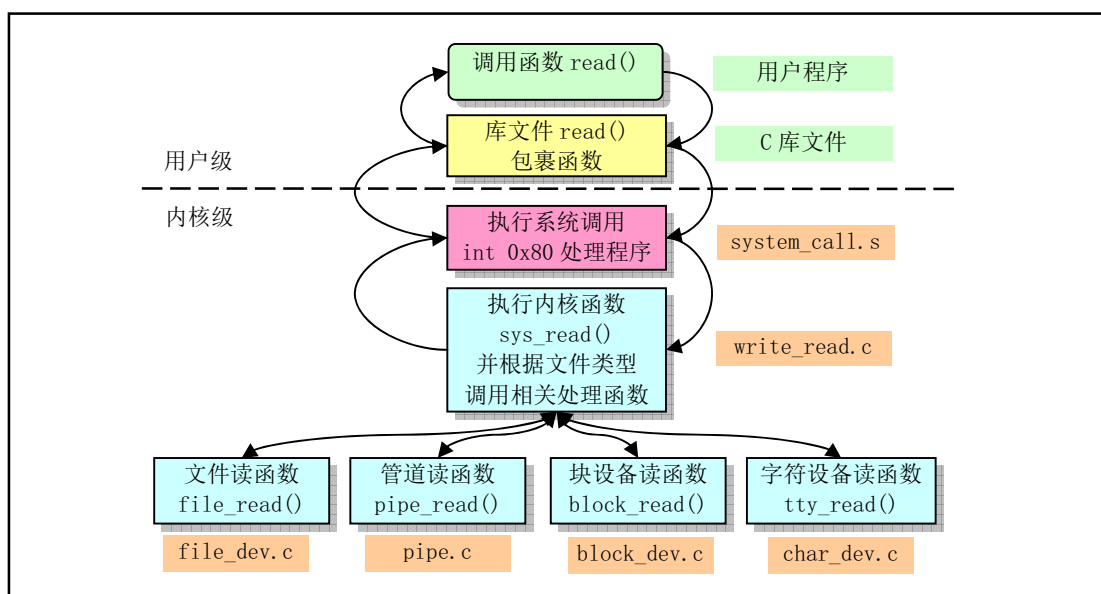 调用函数 read()
用户程序
库文件 read()
包裹函数
C 库文件
用户级
内核级
执行系统调用
int 0x80 处理程序
system_call.s
执行内核函数
sys_read()
并根据文件类型
调用相关处理函数
write_read.c
文件读函数
file_read()
管道读函数
pipe_read()
块设备读函数
block_read()
字符设备读函数
tty_read()
file_dev.c
pipe.c
block_dev.c
char_dev.c